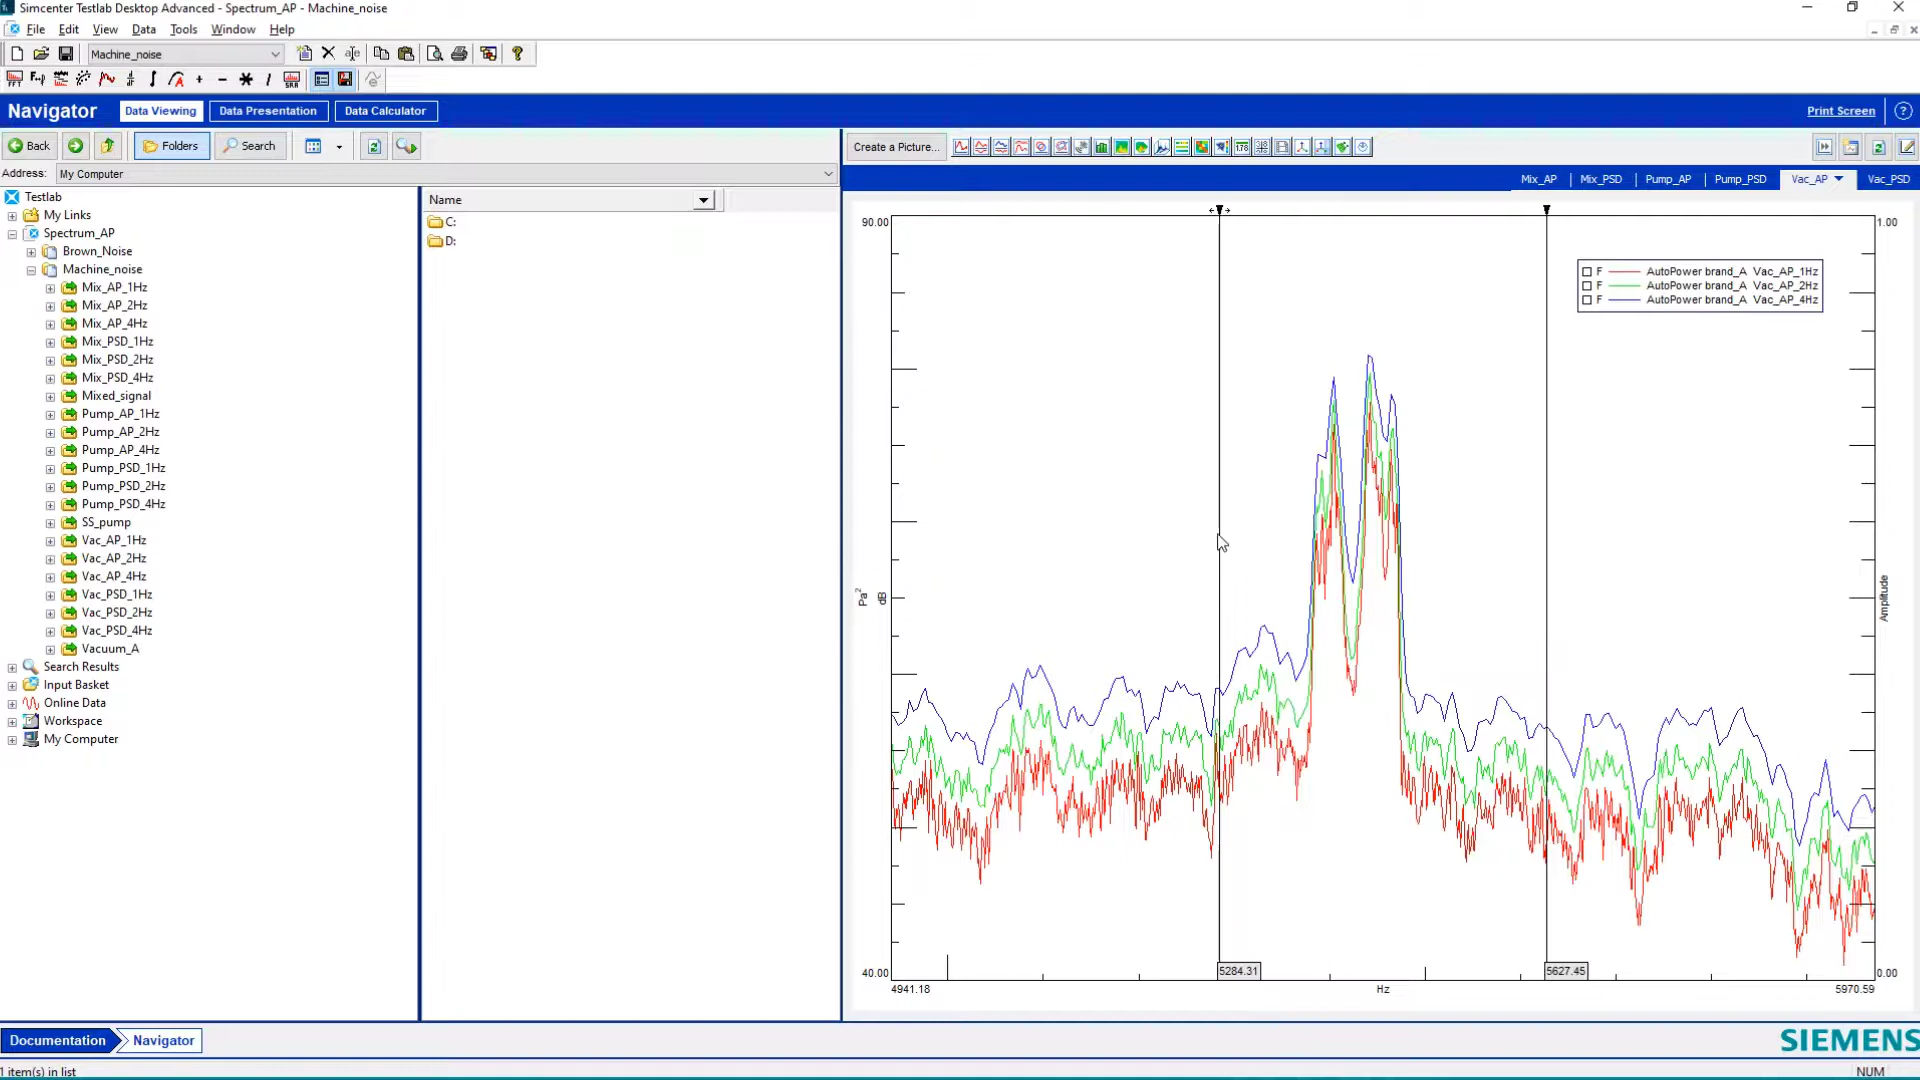 Simcenter Testlab Desktop Advanced - Spectrum_AP - Machine_noise
File Edit View Data Tools Window Help
Machine_noise
Navigator Data Viewing Data Presentation Data Calculator Print Screen
Back Folders Search Create a Picture...
Address: My Computer
Mix_AP Mix_PSD Pump_AP Pump_PSD Vac_AP Vac_PSD
Testlab
My Links
Spectrum_AP
Brown_Noise
Machine_noise
Mix_AP_1Hz
Mix_AP_2Hz
Mix_AP_4Hz
Mix_PSD_1Hz
Mix_PSD_2Hz
Mix_PSD_4Hz
Mixed_signal
Pump_AP_1Hz
Pump_AP_2Hz
Pump_AP_4Hz
Pump_PSD_1Hz
Pump_PSD_2Hz
Pump_PSD_4Hz
SS_pump
Vac_AP_1Hz
Vac_AP_2Hz
Vac_AP_4Hz
Vac_PSD_1Hz
Vac_PSD_2Hz
Vac_PSD_4Hz
Vacuum_A
Search Results
Input Basket
Online Data
Workspace
My Computer
Name
C:
D:
90.00 1.00
F AutoPower brand_A Vac_AP_1Hz
F AutoPower brand_A Vac_AP_2Hz
F AutoPower brand_A Vac_AP_4Hz
Pa²
dB
Amplitude
5284.31 5627.45
40.00 0.00
4941.18 Hz 5970.59
Documentation Navigator
SIEMENS
1 item(s) in list NUM